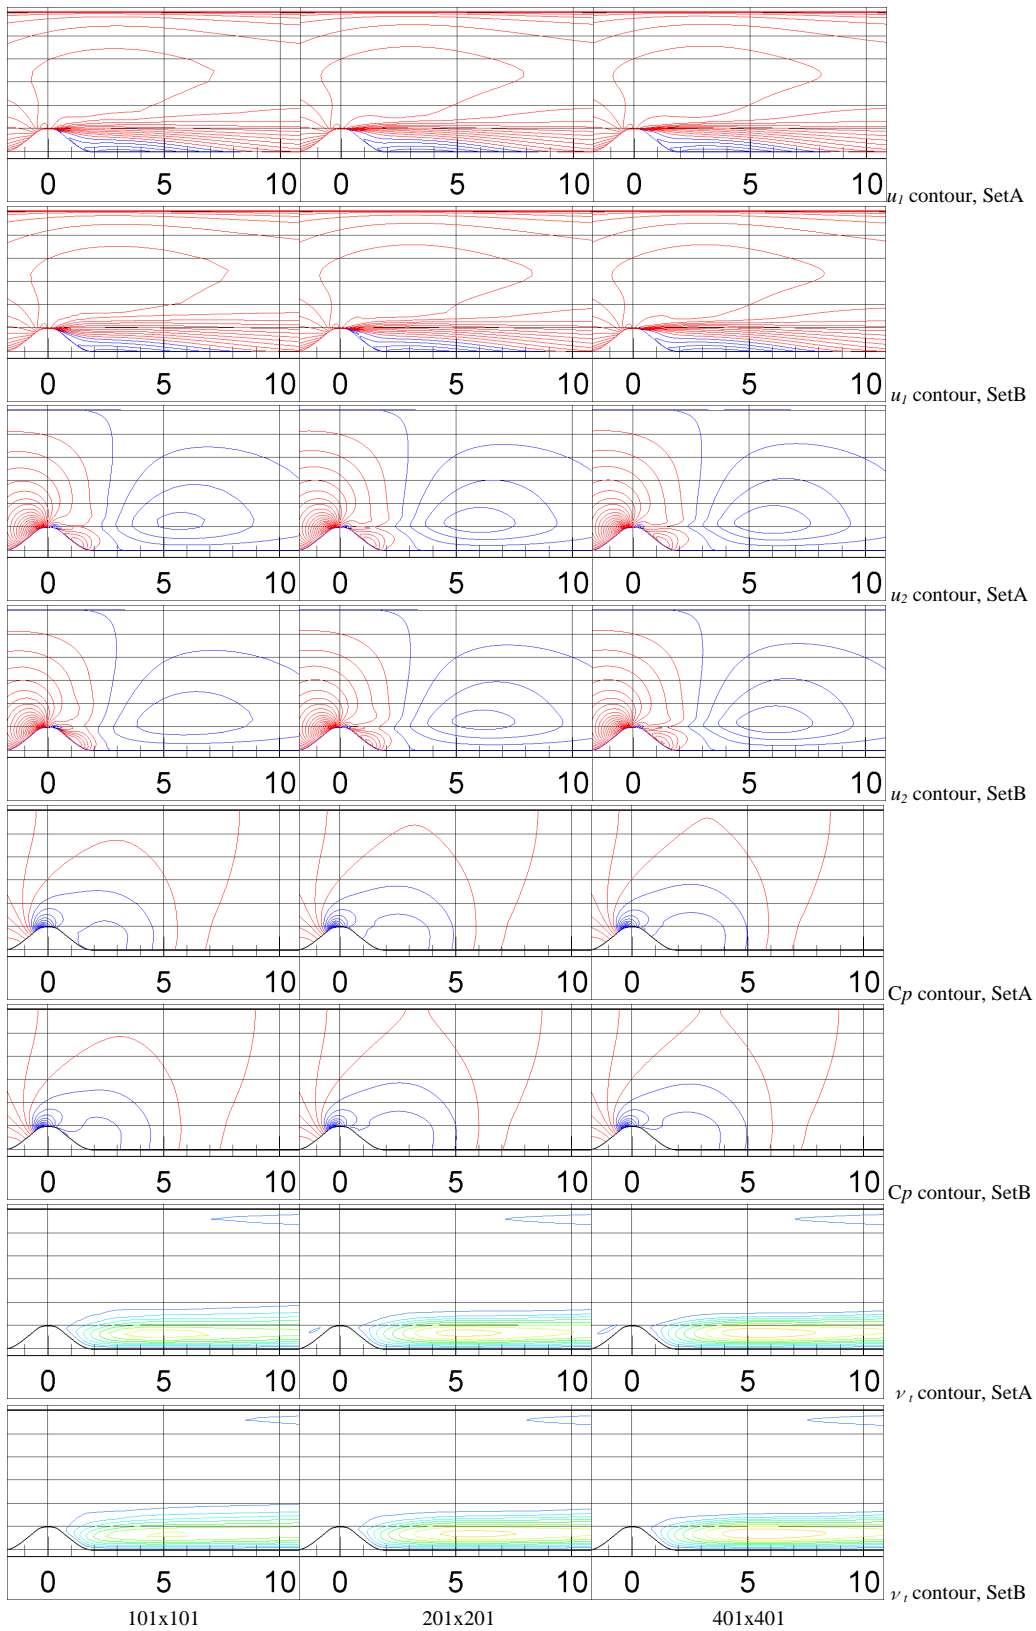 0 5 10 0 5 10 0 5 10 u1 contour, SetA
0 5 10 0 5 10 0 5 10 u1 contour, SetB
0 5 10 0 5 10 0 5 10 u2 contour, SetA
0 5 10 0 5 10 0 5 10 u2 contour, SetB
0 5 10 0 5 10 0 5 10 Cp contour, SetA
0 5 10 0 5 10 0 5 10 Cp contour, SetB
0 5 10 0 5 10 0 5 10 νt contour, SetA
0 5 10 0 5 10 0 5 10 νt contour, SetB
101x101 201x201 401x401